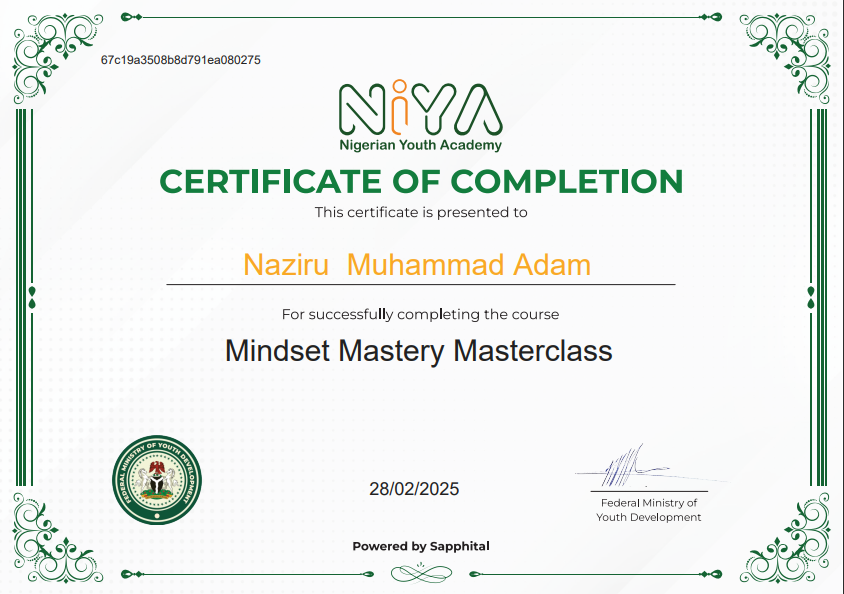 67c19a3508b8d791ea080275
NiYA
Nigerian Youth Academy
CERTIFICATE OF COMPLETION
This certificate is presented to
Naziru Muhammad Adam
For successfully completing the course
Mindset Mastery Masterclass
FEDERAL MINISTRY OF YOUTH DEVELOPMENT
28/02/2025
Federal Ministry of
Youth Development
Powered by Sapphital